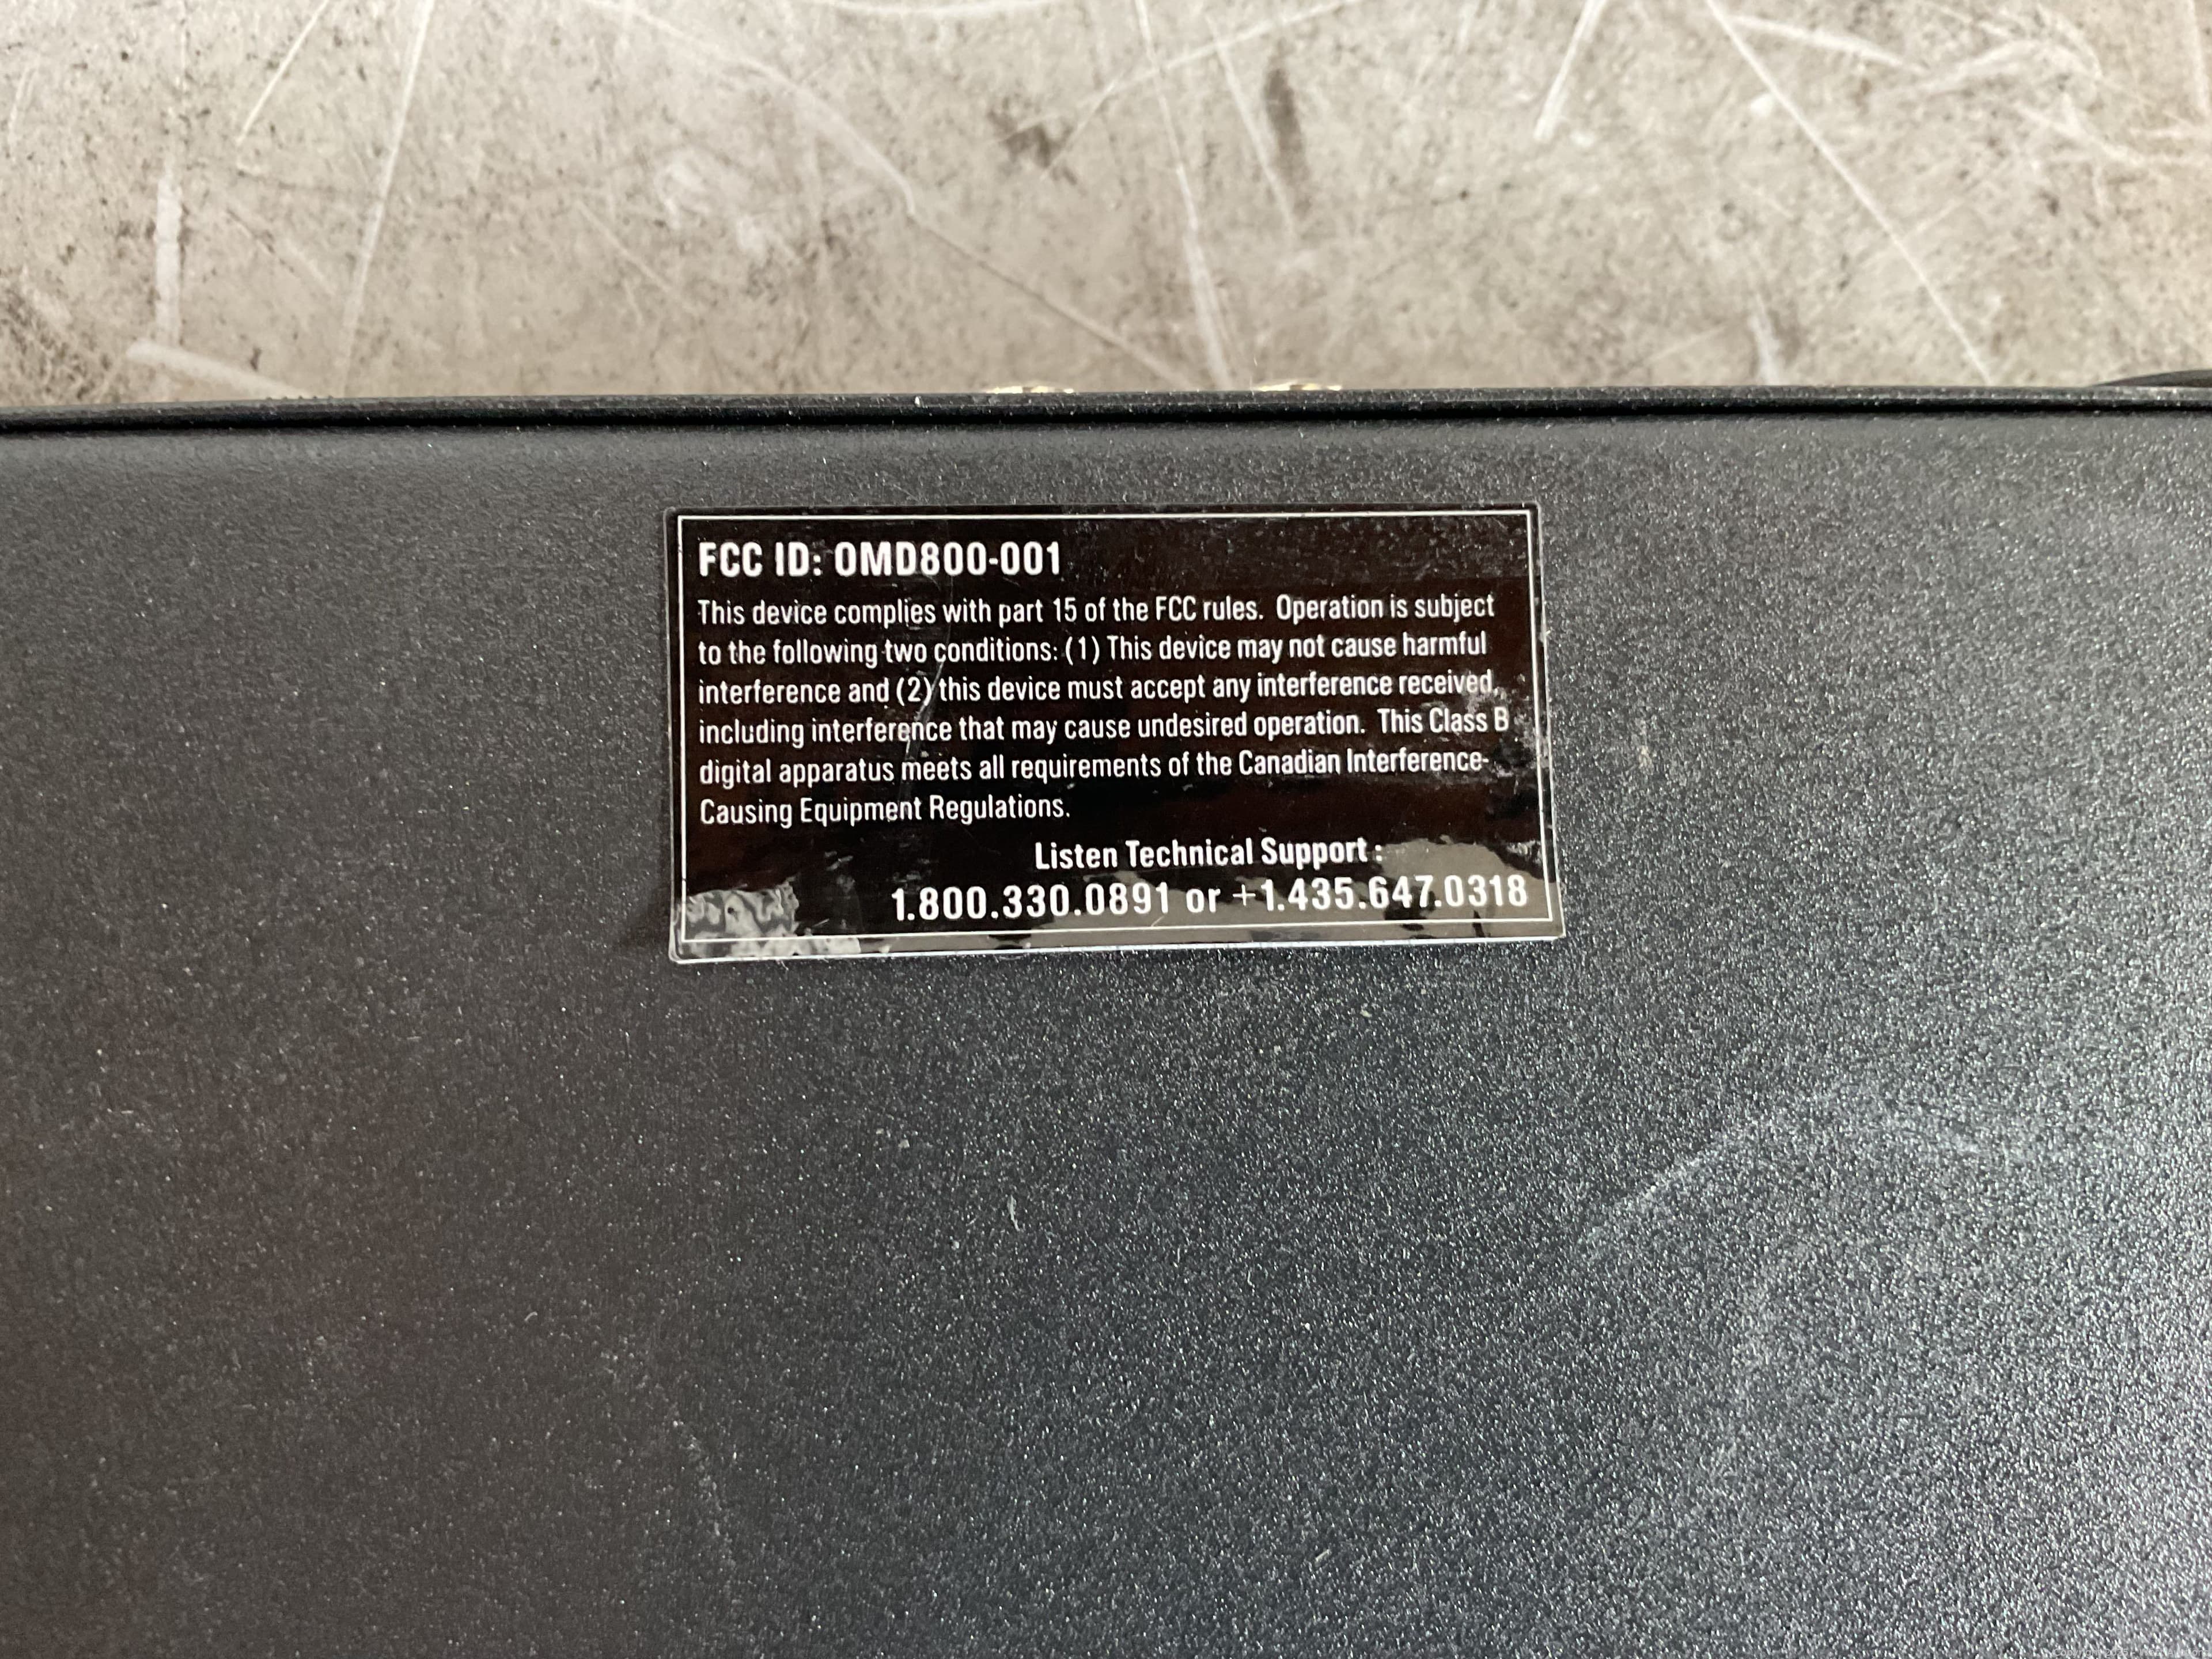 FCC ID: OMD800-001
This device complies with part 15 of the FCC rules. Operation is subject
to the following two conditions: (1) This device may not cause harmful
interference and (2) this device must accept any interference received,
including interference that may cause undesired operation. This Class B
digital apparatus meets all requirements of the Canadian Interference-
Causing Equipment Regulations.
Listen Technical Support :
1.800.330.0891 or +1.435.647.0318